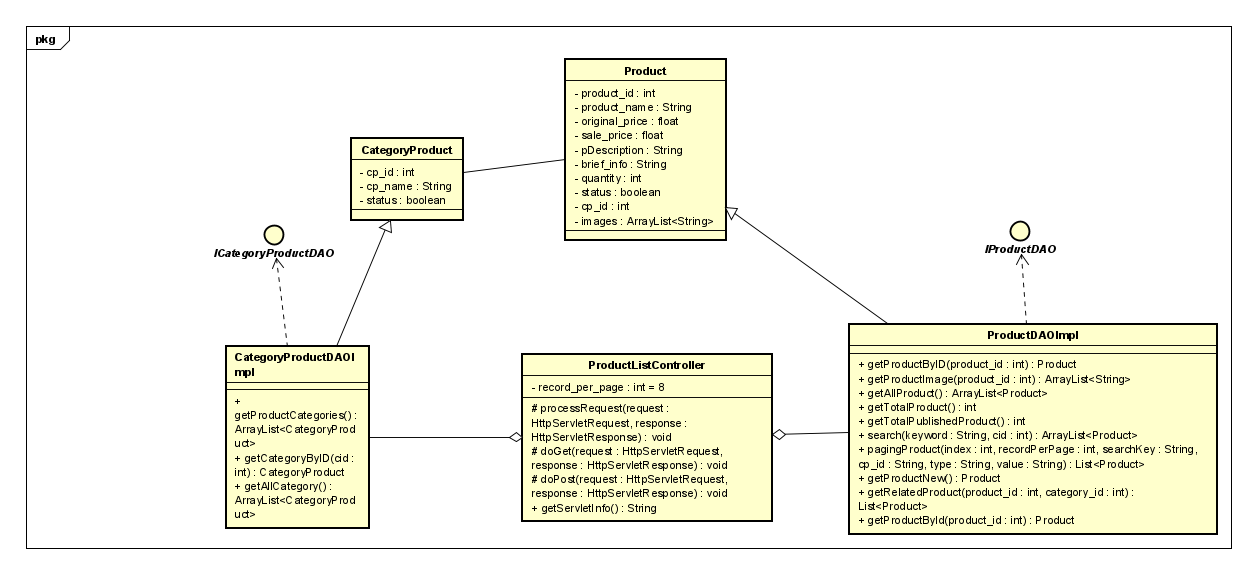 pkg
Product
- product_id : int
- product_name : String
- original_price : float
- sale_price : float
- pDescription : String
- brief_info : String
- quantity : int
- status : boolean
- cp_id : int
- images : ArrayList<String>
CategoryProduct
- cp_id : int
- cp_name : String
- status : boolean
ICategoryProductDAO
IProductDAO
CategoryProductDAOI
mpl
+
getProductCategories() :
ArrayList<CategoryProd
uct>
+ getCategoryByID(cid :
int) : CategoryProduct
+ getAllCategory() :
ArrayList<CategoryProd
uct>
ProductListController
- record_per_page : int = 8
# processRequest(request :
HttpServletRequest, response :
HttpServletResponse) : void
# doGet(request : HttpServletRequest,
response : HttpServletResponse) : void
# doPost(request : HttpServletRequest,
response : HttpServletResponse) : void
+ getServletInfo() : String
ProductDAOImpl
+ getProductByID(product_id : int) : Product
+ getProductImage(product_id : int) : ArrayList<String>
+ getAllProduct() : ArrayList<Product>
+ getTotalProduct() : int
+ getTotalPublishedProduct() : int
+ search(keyword : String, cid : int) : ArrayList<Product>
+ pagingProduct(index : int, recordPerPage : int, searchKey : String,
cp_id : String, type : String, value : String) : List<Product>
+ getProductNew() : Product
+ getRelatedProduct(product_id : int, category_id : int) :
List<Product>
+ getProductById(product_id : int) : Product